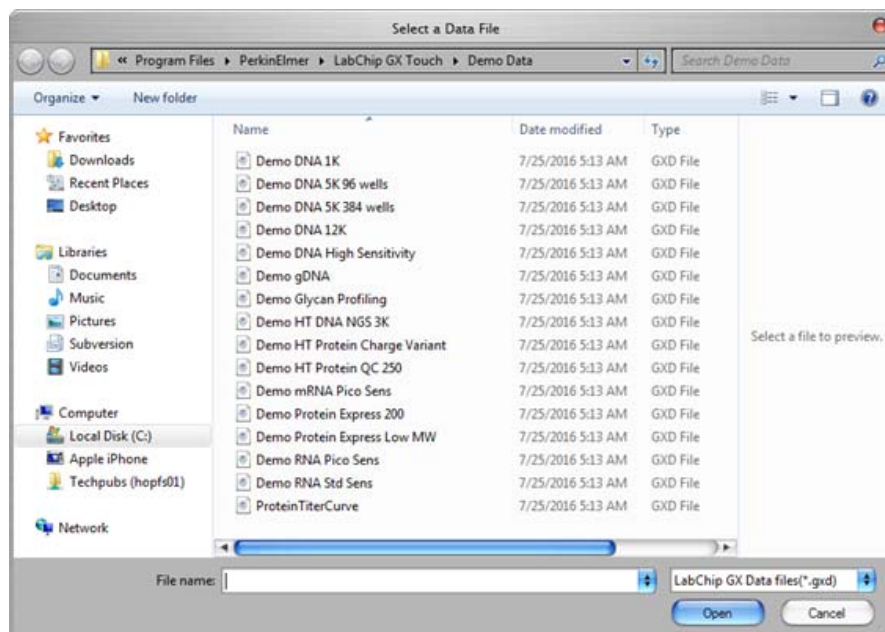 Select a Data File
« Program Files ▸ PerkinElmer ▸ LabChip GX Touch ▸ Demo Data
Search Demo Data
Organize
New folder
Favorites
Downloads
Recent Places
Desktop
Libraries
Documents
Music
Pictures
Subversion
Videos
Computer
Local Disk (C:)
Apple iPhone
Techpubs (hopfs01)
Network
Name Date modified Type
Demo DNA 1K 7/25/2016 5:13 AM GXD File
Demo DNA 5K 96 wells 7/25/2016 5:13 AM GXD File
Demo DNA 5K 384 wells 7/25/2016 5:13 AM GXD File
Demo DNA 12K 7/25/2016 5:13 AM GXD File
Demo DNA High Sensitivity 7/25/2016 5:13 AM GXD File
Demo gDNA 7/25/2016 5:13 AM GXD File
Demo Glycan Profiling 7/25/2016 5:13 AM GXD File
Demo HT DNA NGS 3K 7/25/2016 5:13 AM GXD File
Demo HT Protein Charge Variant 7/25/2016 5:13 AM GXD File
Demo HT Protein QC 250 7/25/2016 5:13 AM GXD File
Demo mRNA Pico Sens 7/25/2016 5:13 AM GXD File
Demo Protein Express 200 7/25/2016 5:13 AM GXD File
Demo Protein Express Low MW 7/25/2016 5:13 AM GXD File
Demo RNA Pico Sens 7/25/2016 5:13 AM GXD File
Demo RNA Std Sens 7/25/2016 5:13 AM GXD File
ProteinTiterCurve 7/25/2016 5:13 AM GXD File
Select a file to preview.
File name:
LabChip GX Data files(*.gxd)
Open
Cancel